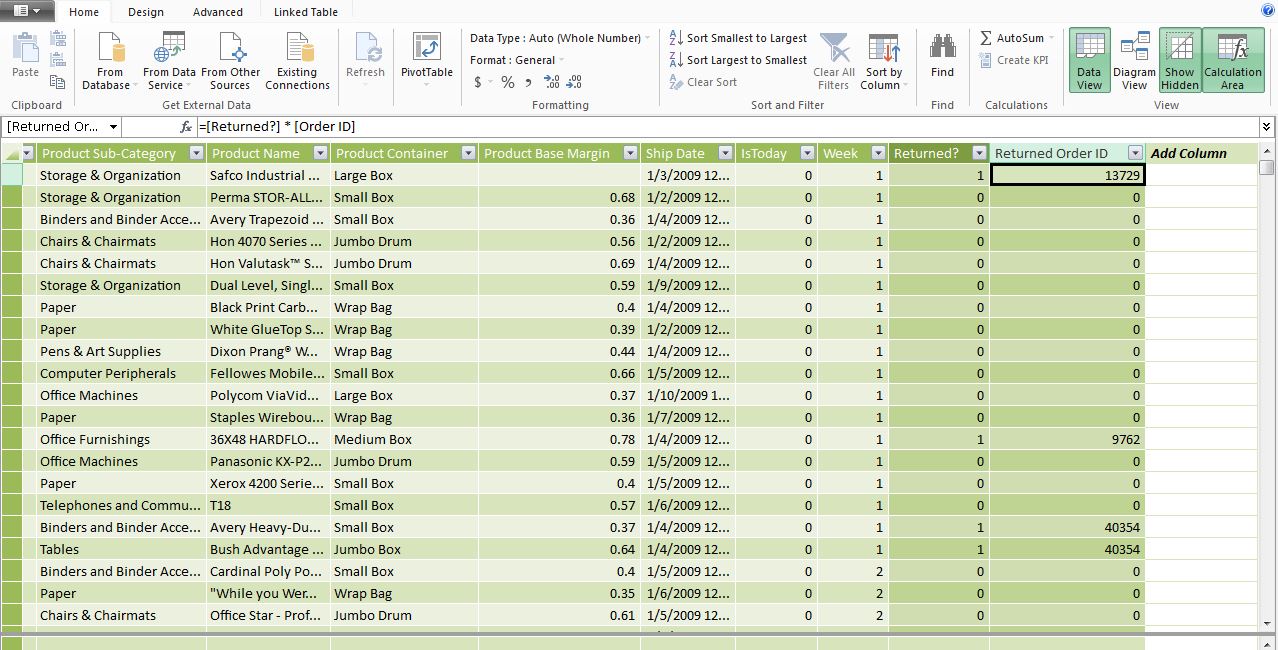 Home Design Advanced Linked Table
Paste
From Database
From Data Service
From Other Sources
Existing Connections
Refresh
PivotTable
Data Type : Auto (Whole Number)
Format : General
$ % , .00 .00
Sort Smallest to Largest
Sort Largest to Smallest
Clear Sort
Clear All Filters
Sort by Column
Find
AutoSum
Create KPI
Data View
Diagram View
Show Hidden
Calculation Area
Clipboard Get External Data Formatting Sort and Filter Find Calculations View
[Returned Or... fx =[Returned?] * [Order ID]
Product Sub-Category Product Name Product Container Product Base Margin Ship Date IsToday Week Returned? Returned Order ID Add Column
Storage & Organization Safco Industrial ... Large Box 1/3/2009 12... 0 1 1 13729
Storage & Organization Perma STOR-ALL... Small Box 0.68 1/2/2009 12... 0 1 0 0
Binders and Binder Acce... Avery Trapezoid ... Small Box 0.36 1/4/2009 12... 0 1 0 0
Chairs & Chairmats Hon 4070 Series ... Jumbo Drum 0.56 1/2/2009 12... 0 1 0 0
Chairs & Chairmats Hon Valutask™ S... Jumbo Drum 0.69 1/4/2009 12... 0 1 0 0
Storage & Organization Dual Level, Singl... Small Box 0.59 1/9/2009 12... 0 1 0 0
Paper Black Print Carb... Wrap Bag 0.4 1/4/2009 12... 0 1 0 0
Paper White GlueTop S... Wrap Bag 0.39 1/2/2009 12... 0 1 0 0
Pens & Art Supplies Dixon Prang® W... Wrap Bag 0.44 1/4/2009 12... 0 1 0 0
Computer Peripherals Fellowes Mobile... Small Box 0.66 1/5/2009 12... 0 1 0 0
Office Machines Polycom ViaVid... Large Box 0.37 1/10/2009 1... 0 1 0 0
Paper Staples Wirebou... Wrap Bag 0.36 1/7/2009 12... 0 1 0 0
Office Furnishings 36X48 HARDFLO... Medium Box 0.78 1/4/2009 12... 0 1 1 9762
Office Machines Panasonic KX-P2... Jumbo Drum 0.59 1/5/2009 12... 0 1 0 0
Paper Xerox 4200 Serie... Small Box 0.4 1/5/2009 12... 0 1 0 0
Telephones and Commu... T18 Small Box 0.57 1/6/2009 12... 0 1 0 0
Binders and Binder Acce... Avery Heavy-Du... Small Box 0.37 1/4/2009 12... 0 1 1 40354
Tables Bush Advantage ... Jumbo Box 0.64 1/4/2009 12... 0 1 1 40354
Binders and Binder Acce... Cardinal Poly Po... Small Box 0.4 1/5/2009 12... 0 2 0 0
Paper "While you Wer... Wrap Bag 0.35 1/6/2009 12... 0 2 0 0
Chairs & Chairmats Office Star - Prof... Jumbo Drum 0.61 1/5/2009 12... 0 2 0 0